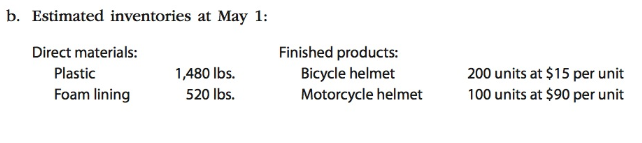 b. Estimated inventories at May 1:
Direct materials: Finished products:
Plastic 1,480 lbs. Bicycle helmet 200 units at $15 per unit
Foam lining 520 lbs. Motorcycle helmet 100 units at $90 per unit